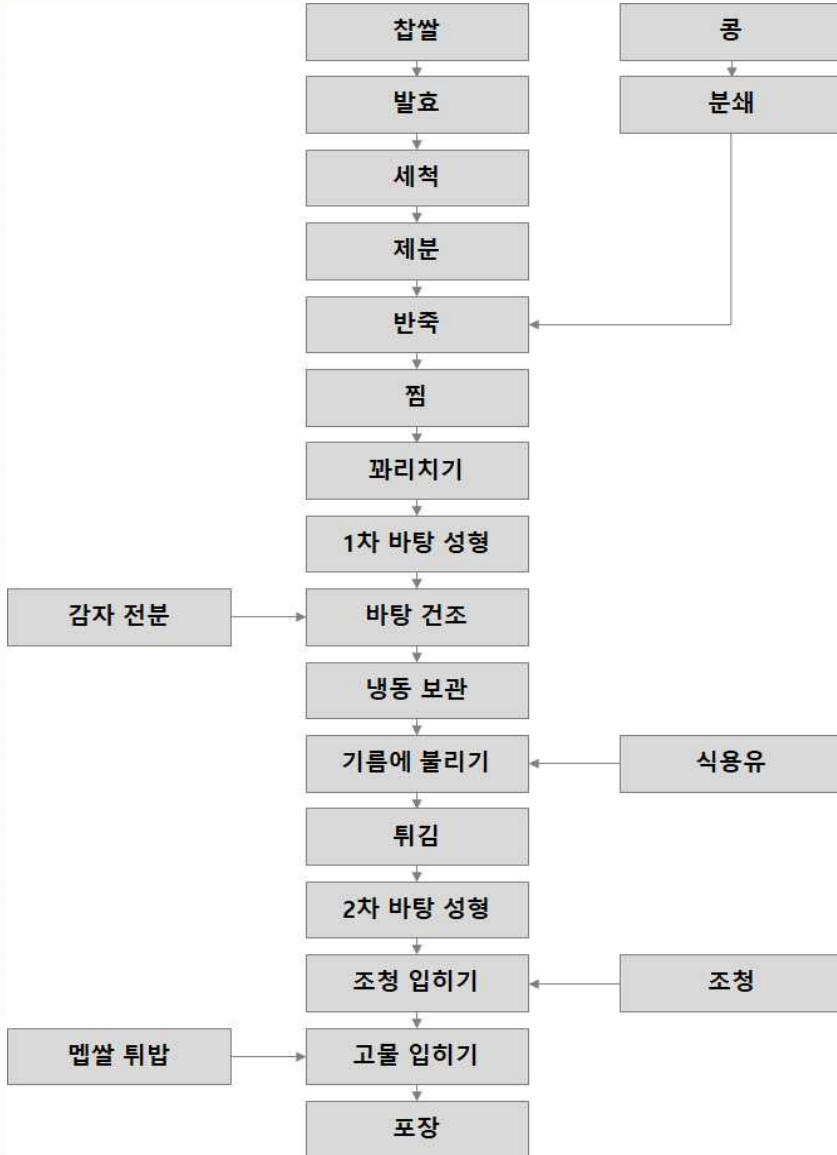 찹쌀
콩
발효
분쇄
세척
제분
반죽
찜
꽈리치기
1차 바탕 성형
감자 전분
바탕 건조
냉동 보관
기름에 불리기
식용유
튀김
2차 바탕 성형
조청 입히기
조청
멥쌀 튀밥
고물 입히기
포장